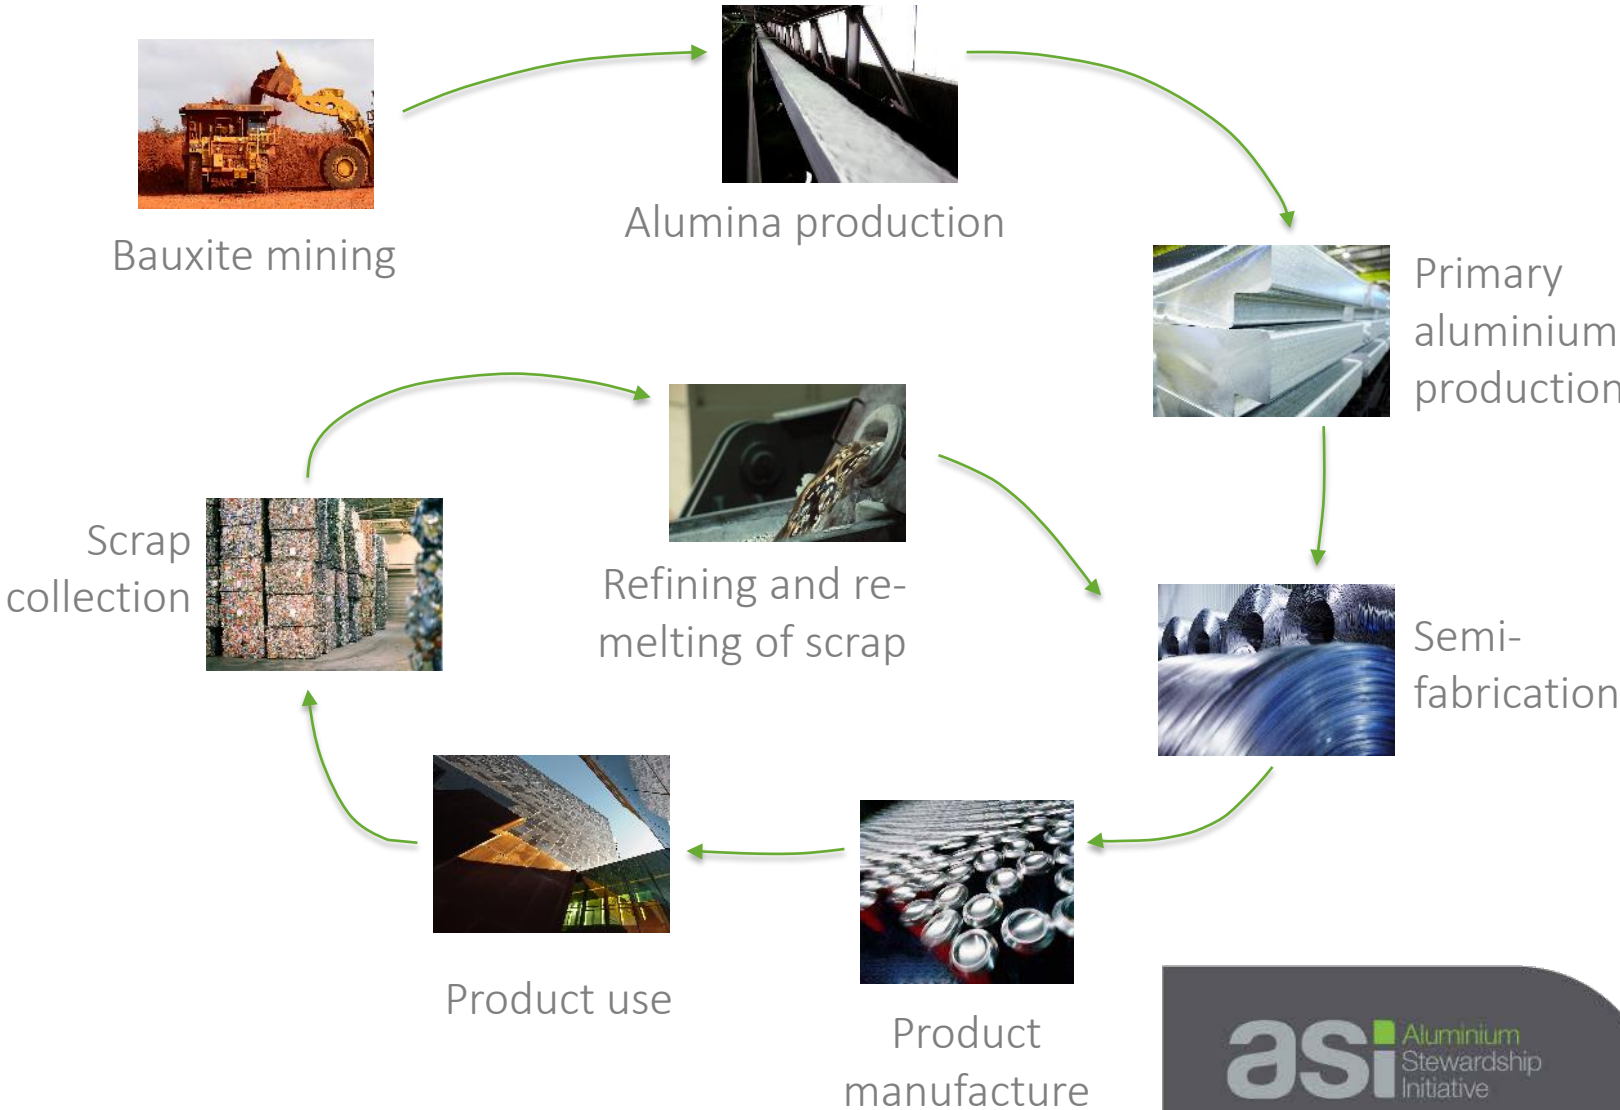 Bauxite mining
Alumina production
Primary
aluminium
production
Scrap
collection
Refining and re-
melting of scrap
Semi-
fabrication
Product use
Product
manufacture
asi
Aluminium
Stewardship
Initiative